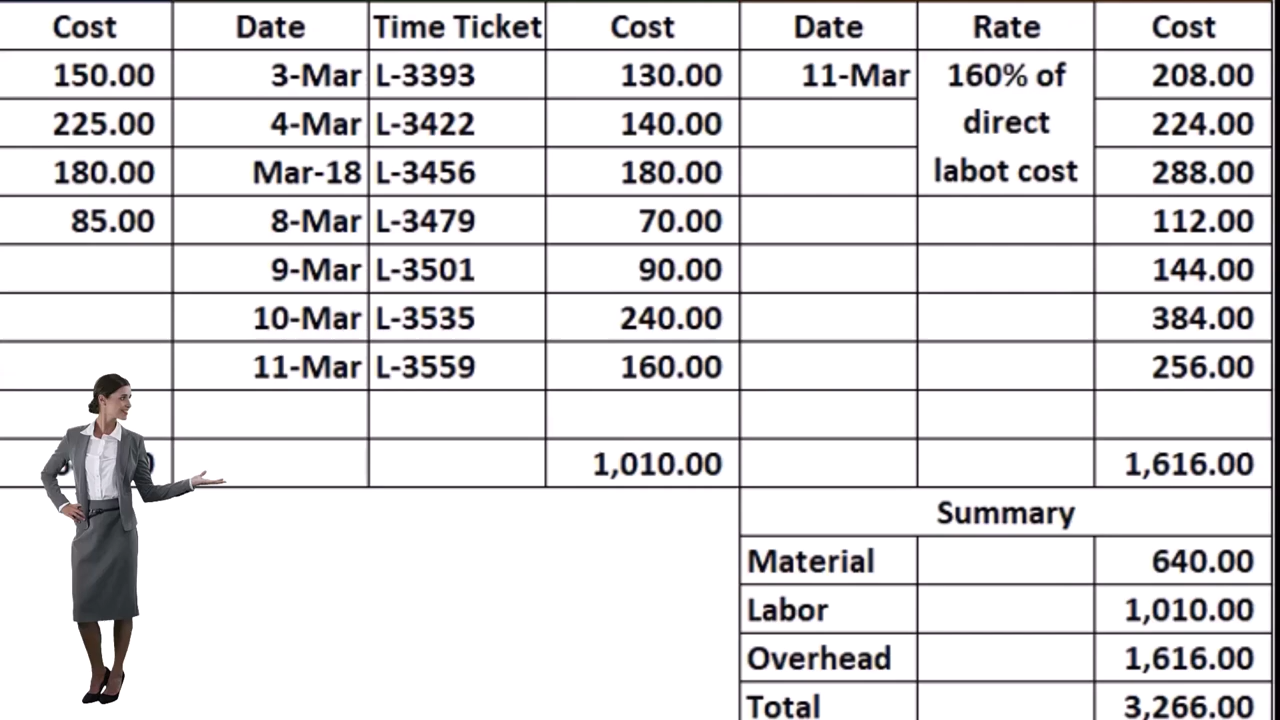 Cost Date Time Ticket Cost Date Rate Cost
150.00 3-Mar L-3393 130.00 11-Mar 160% of 208.00
225.00 4-Mar L-3422 140.00 direct 224.00
180.00 Mar-18 L-3456 180.00 labot cost 288.00
85.00 8-Mar L-3479 70.00 112.00
9-Mar L-3501 90.00 144.00
10-Mar L-3535 240.00 384.00
11-Mar L-3559 160.00 256.00
1,010.00 1,616.00
Summary
Material 640.00
Labor 1,010.00
Overhead 1,616.00
Total 3,266.00